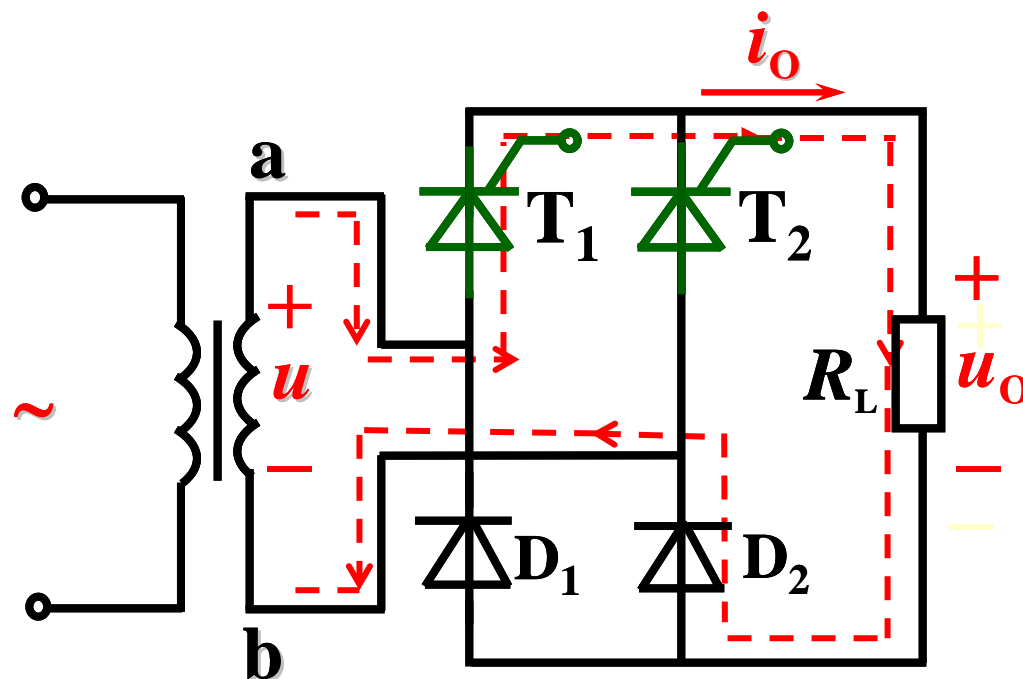 i_O
a
T_1
T_2
+
+
+
u
R_L
u_O
~
−
−
−
D_1
D_2
b